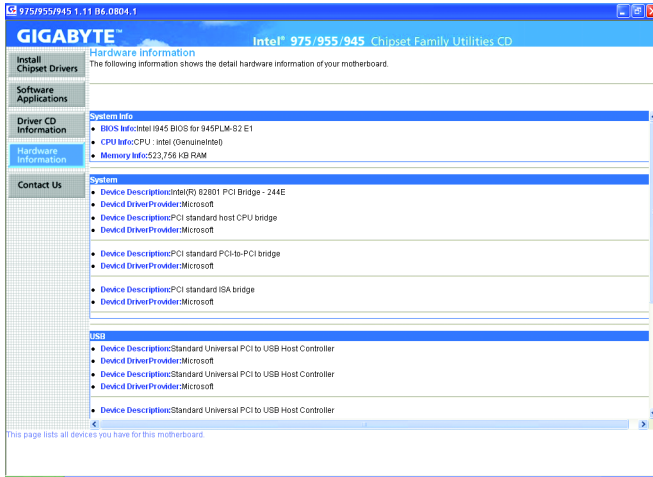 975/955/945 1.11 B6.0804.1
GIGABYTE™
Intel® 975/955/945 Chipset Family Utilities CD
Install
Chipset Drivers
Software
Applications
Driver CD
Information
Hardware
Information
Contact Us
Hardware information
The following information shows the detail hardware information of your motherboard.
System Info
• BIOS Info:Intel I945 BIOS for 945PLM-S2 E1
• CPU Info:CPU : intel (GenuineIntel)
• Memory Info:523,756 KB RAM
System
• Device Description:Intel(R) 82801 PCI Bridge - 244E
• Devicd DriverProvider:Microsoft
• Device Description:PCI standard host CPU bridge
• Devicd DriverProvider:Microsoft
• Device Description:PCI standard PCI-to-PCI bridge
• Devicd DriverProvider:Microsoft
• Device Description:PCI standard ISA bridge
• Devicd DriverProvider:Microsoft
USB
• Device Description:Standard Universal PCI to USB Host Controller
• Devicd DriverProvider:Microsoft
• Device Description:Standard Universal PCI to USB Host Controller
• Devicd DriverProvider:Microsoft
• Device Description:Standard Universal PCI to USB Host Controller
This page lists all devices you have for this motherboard.